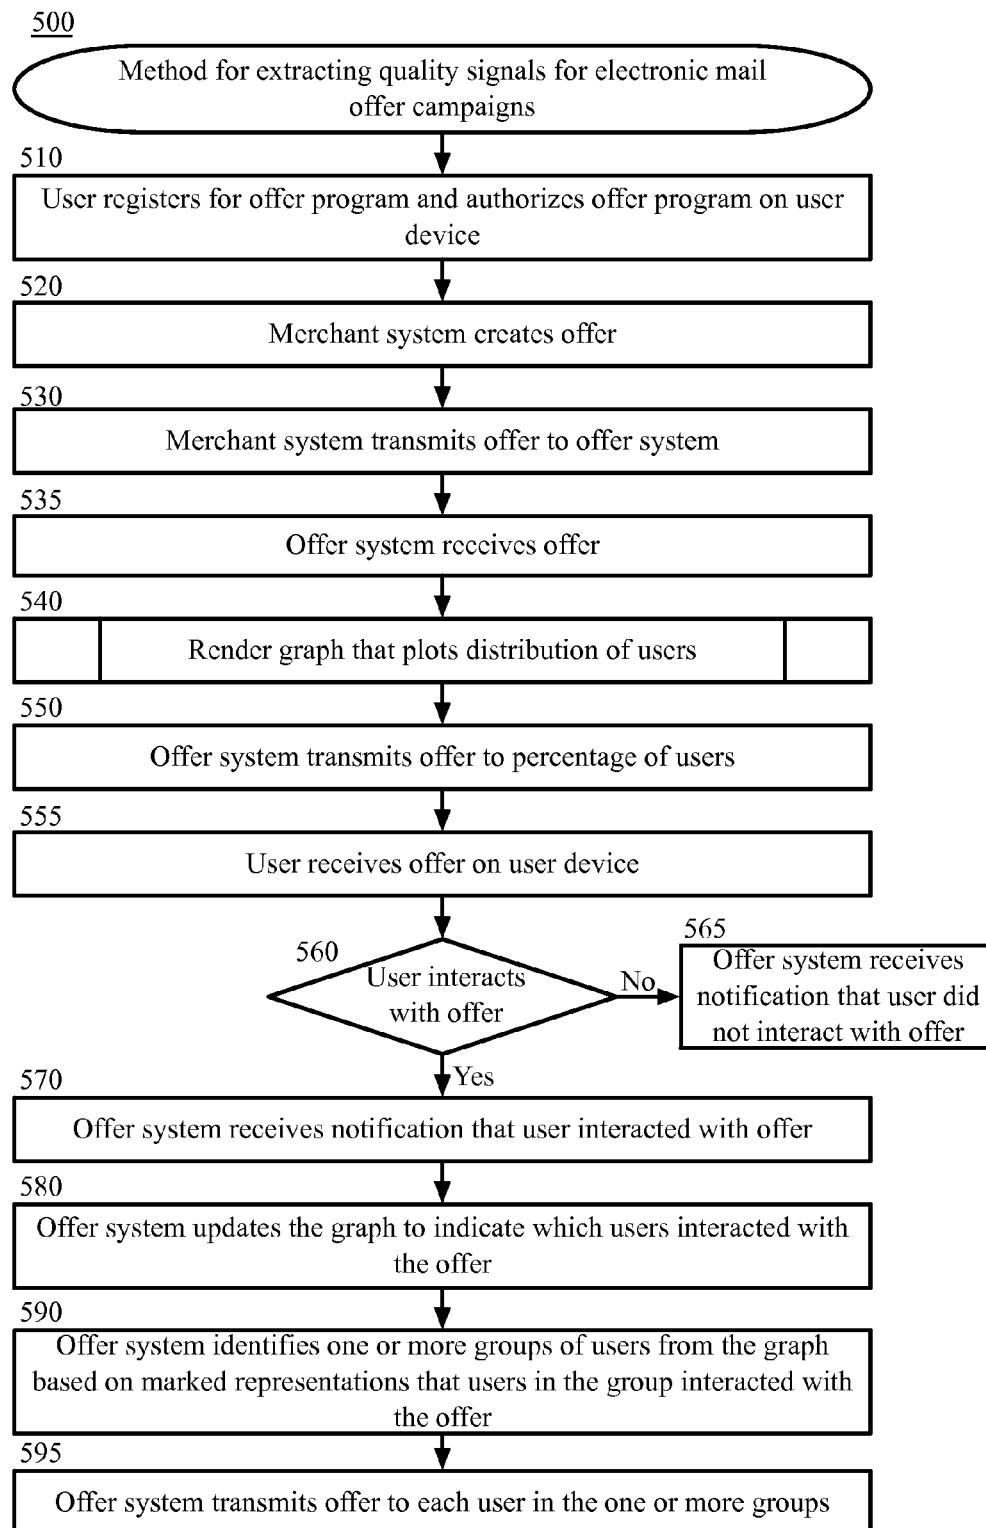 500
Method for extracting quality signals for electronic mail
offer campaigns
510
User registers for offer program and authorizes offer program on user
device
520
Merchant system creates offer
530
Merchant system transmits offer to offer system
535
Offer system receives offer
540
Render graph that plots distribution of users
550
Offer system transmits offer to percentage of users
555
User receives offer on user device
560
User interacts
with offer
No
565
Offer system receives
notification that user did
not interact with offer
Yes
570
Offer system receives notification that user interacted with offer
580
Offer system updates the graph to indicate which users interacted with
the offer
590
Offer system identifies one or more groups of users from the graph
based on marked representations that users in the group interacted with
the offer
595
Offer system transmits offer to each user in the one or more groups